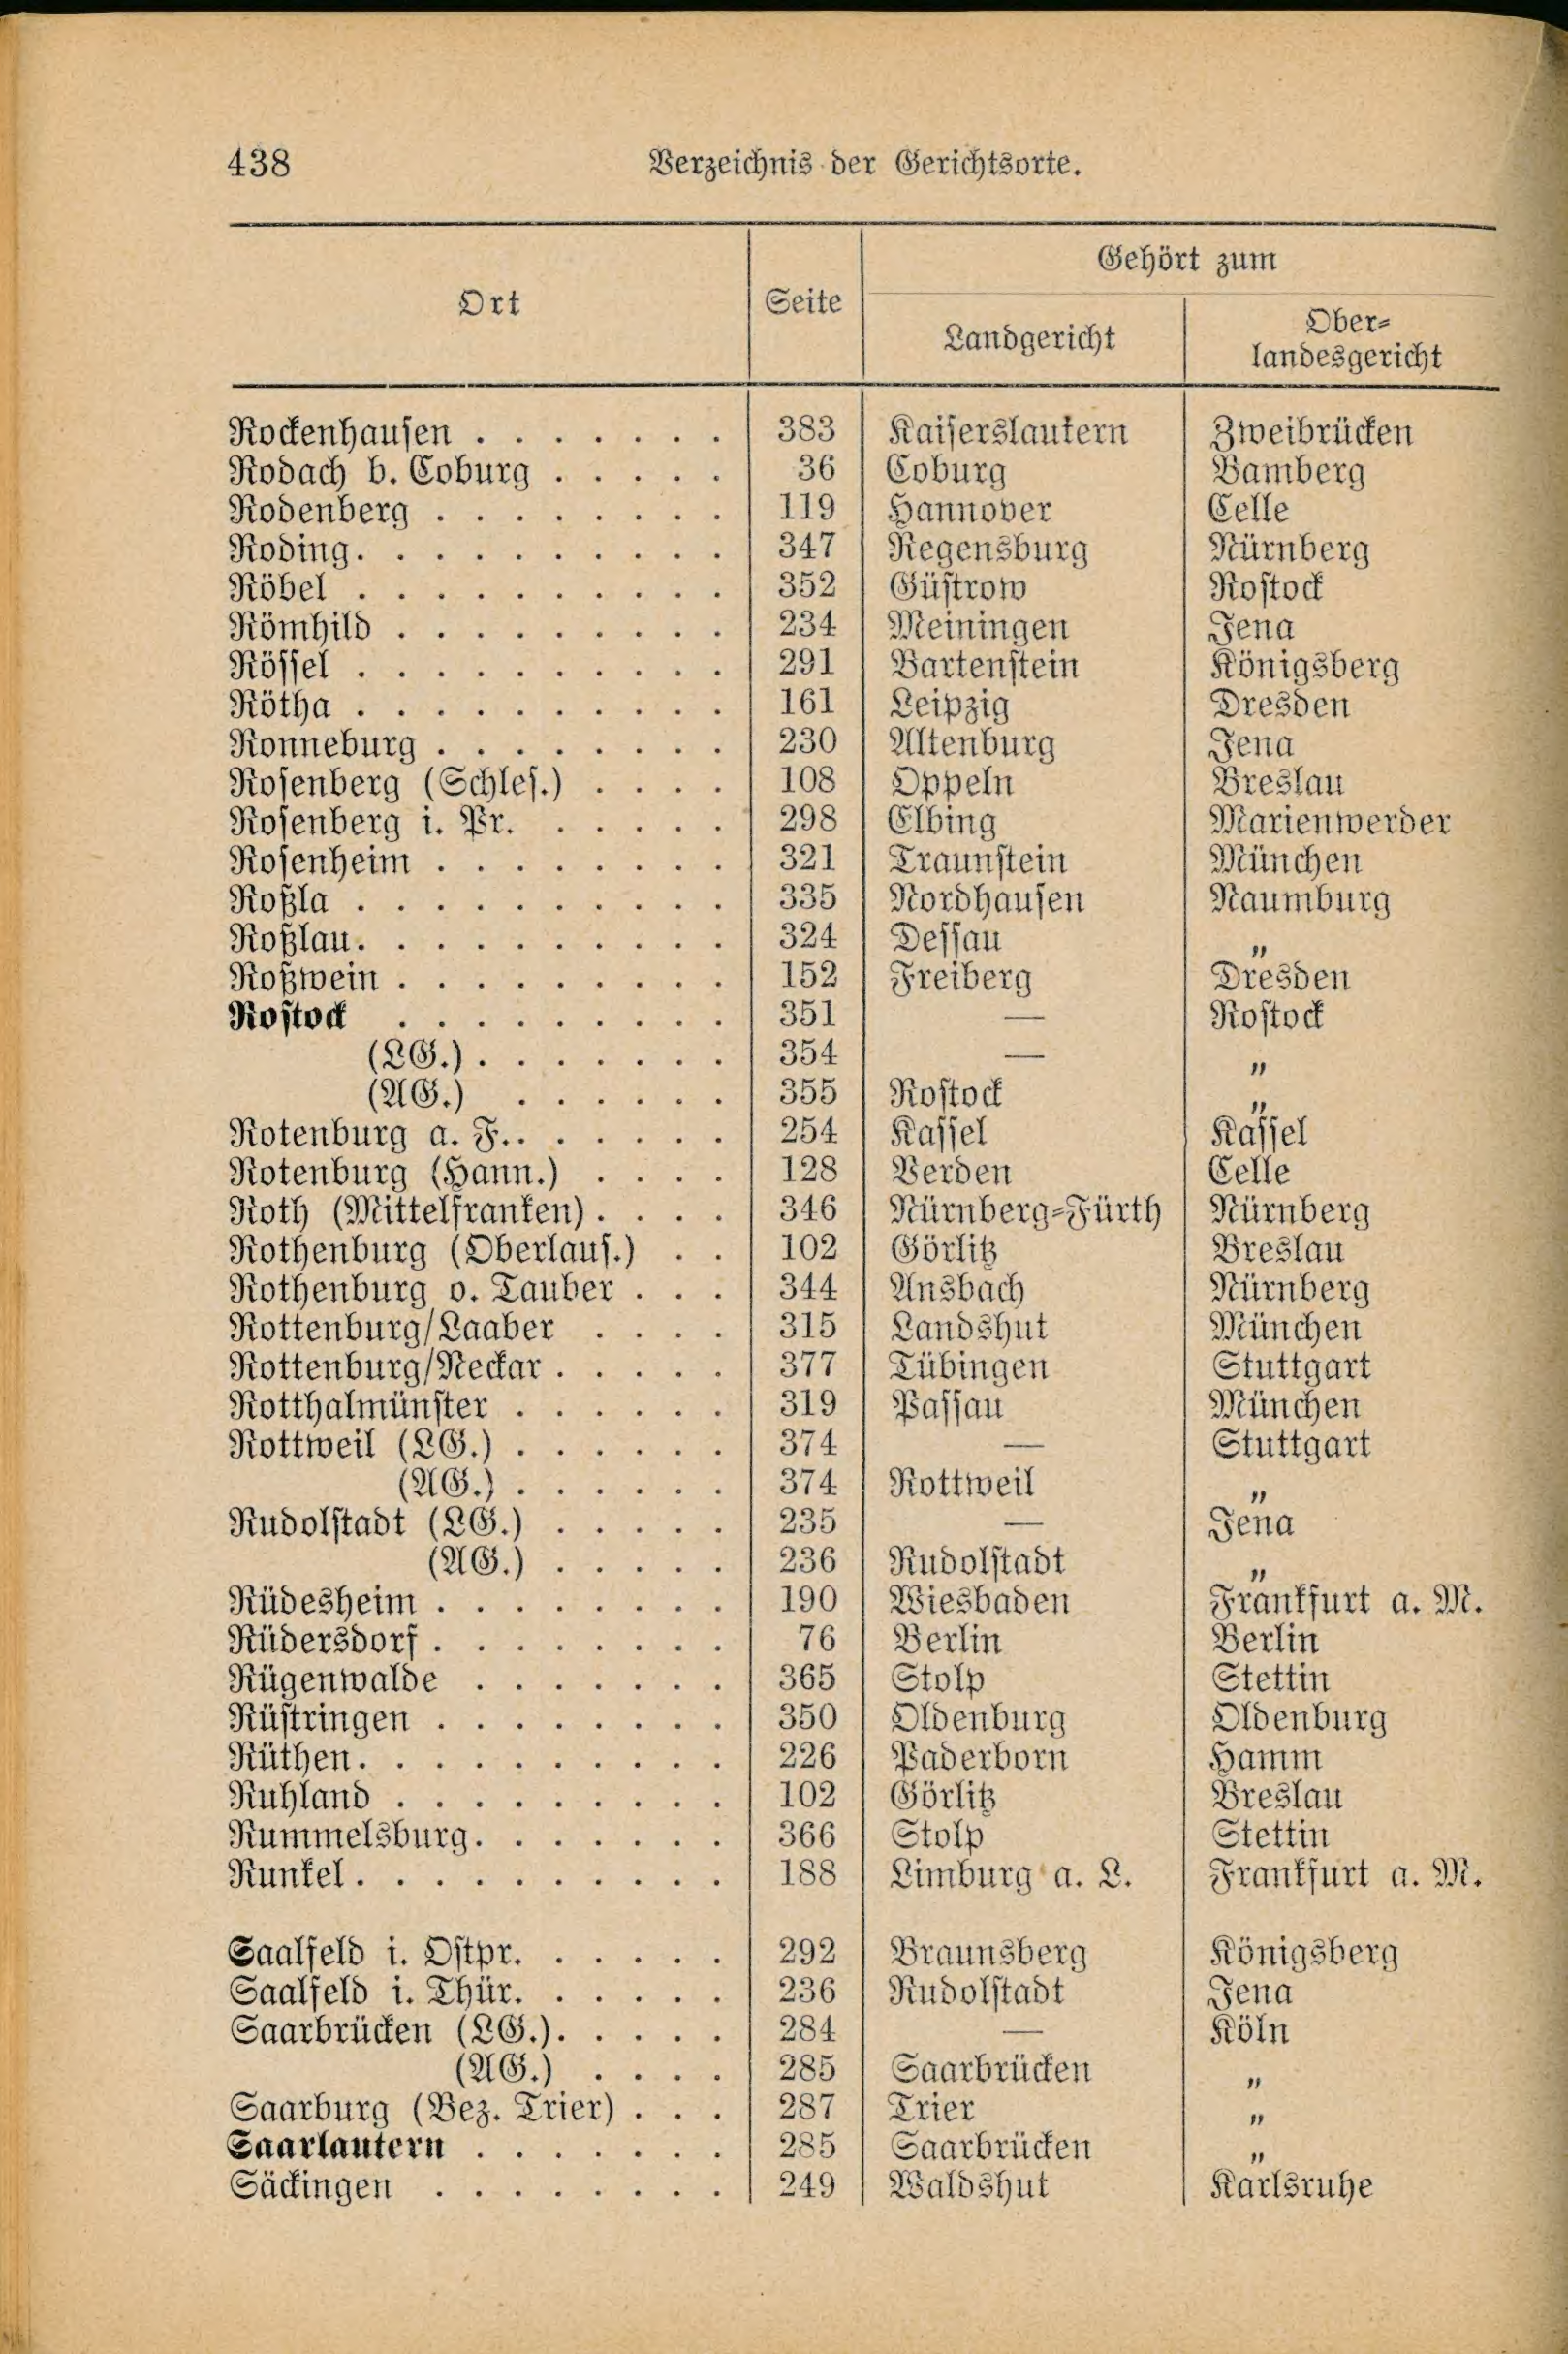 438 Verzeichnis der Gerichtsorte.
Ort Seite Gehört zum
Landgericht Ober-
landesgericht
Rockenhausen . . . . . . . 383 Kaiserslautern Zweibrücken
Rodach b. Coburg . . . . . 36 Coburg Bamberg
Rodenberg . . . . . . . . 119 Hannover Celle
Roding. . . . . . . . . . 347 Regensburg Nürnberg
Röbel . . . . . . . . . . 352 Güstrow Rostock
Römhild . . . . . . . . . 234 Meiningen Jena
Rössel . . . . . . . . . . 291 Bartenstein Königsberg
Rötha . . . . . . . . . . 161 Leipzig Dresden
Ronneburg . . . . . . . . 230 Altenburg Jena
Rosenberg (Schles.) . . . . 108 Oppeln Breslau
Rosenberg i. Pr. . . . . . 298 Elbing Marienwerder
Rosenheim . . . . . . . . 321 Traunstein München
Roßla . . . . . . . . . . 335 Nordhausen Naumburg
Roßlau. . . . . . . . . . 324 Dessau „
Roßwein . . . . . . . . . 152 Freiberg Dresden
Rostock . . . . . . . . . 351 — Rostock
(LG.) . . . . . . . 354 — „
(AG.) . . . . . . 355 Rostock „
Rotenburg a. F.. . . . . . 254 Kassel Kassel
Rotenburg (Hann.) . . . . 128 Verden Celle
Roth (Mittelfranken) . . . . 346 Nürnberg-Fürth Nürnberg
Rothenburg (Oberlaus.) . . 102 Görlitz Breslau
Rothenburg o. Tauber . . . 344 Ansbach Nürnberg
Rottenburg/Laaber . . . . 315 Landshut München
Rottenburg/Neckar . . . . . 377 Tübingen Stuttgart
Rotthalmünster . . . . . . 319 Passau München
Rottweil (LG.) . . . . . . 374 — Stuttgart
(AG.) . . . . . . 374 Rottweil „
Rudolstadt (LG.) . . . . . 235 — Jena
(AG.) . . . . . 236 Rudolstadt „
Rüdesheim . . . . . . . . 190 Wiesbaden Frankfurt a. M.
Rüdersdorf . . . . . . . . 76 Berlin Berlin
Rügenwalde . . . . . . . 365 Stolp Stettin
Rüstringen . . . . . . . . 350 Oldenburg Oldenburg
Rüthen. . . . . . . . . . 226 Paderborn Hamm
Ruhland . . . . . . . . . 102 Görlitz Breslau
Rummelsburg. . . . . . . 366 Stolp Stettin
Runkel. . . . . . . . . . 188 Limburg a. L. Frankfurt a. M.
Saalfeld i. Ostpr. . . . . . 292 Braunsberg Königsberg
Saalfeld i. Thür. . . . . . 236 Rudolstadt Jena
Saarbrücken (LG.). . . . . 284 — Köln
(AG.) . . . . 285 Saarbrücken „
Saarburg (Bez. Trier) . . . 287 Trier „
Saarlautern . . . . . . . 285 Saarbrücken „
Säckingen . . . . . . . . 249 Waldshut Karlsruhe